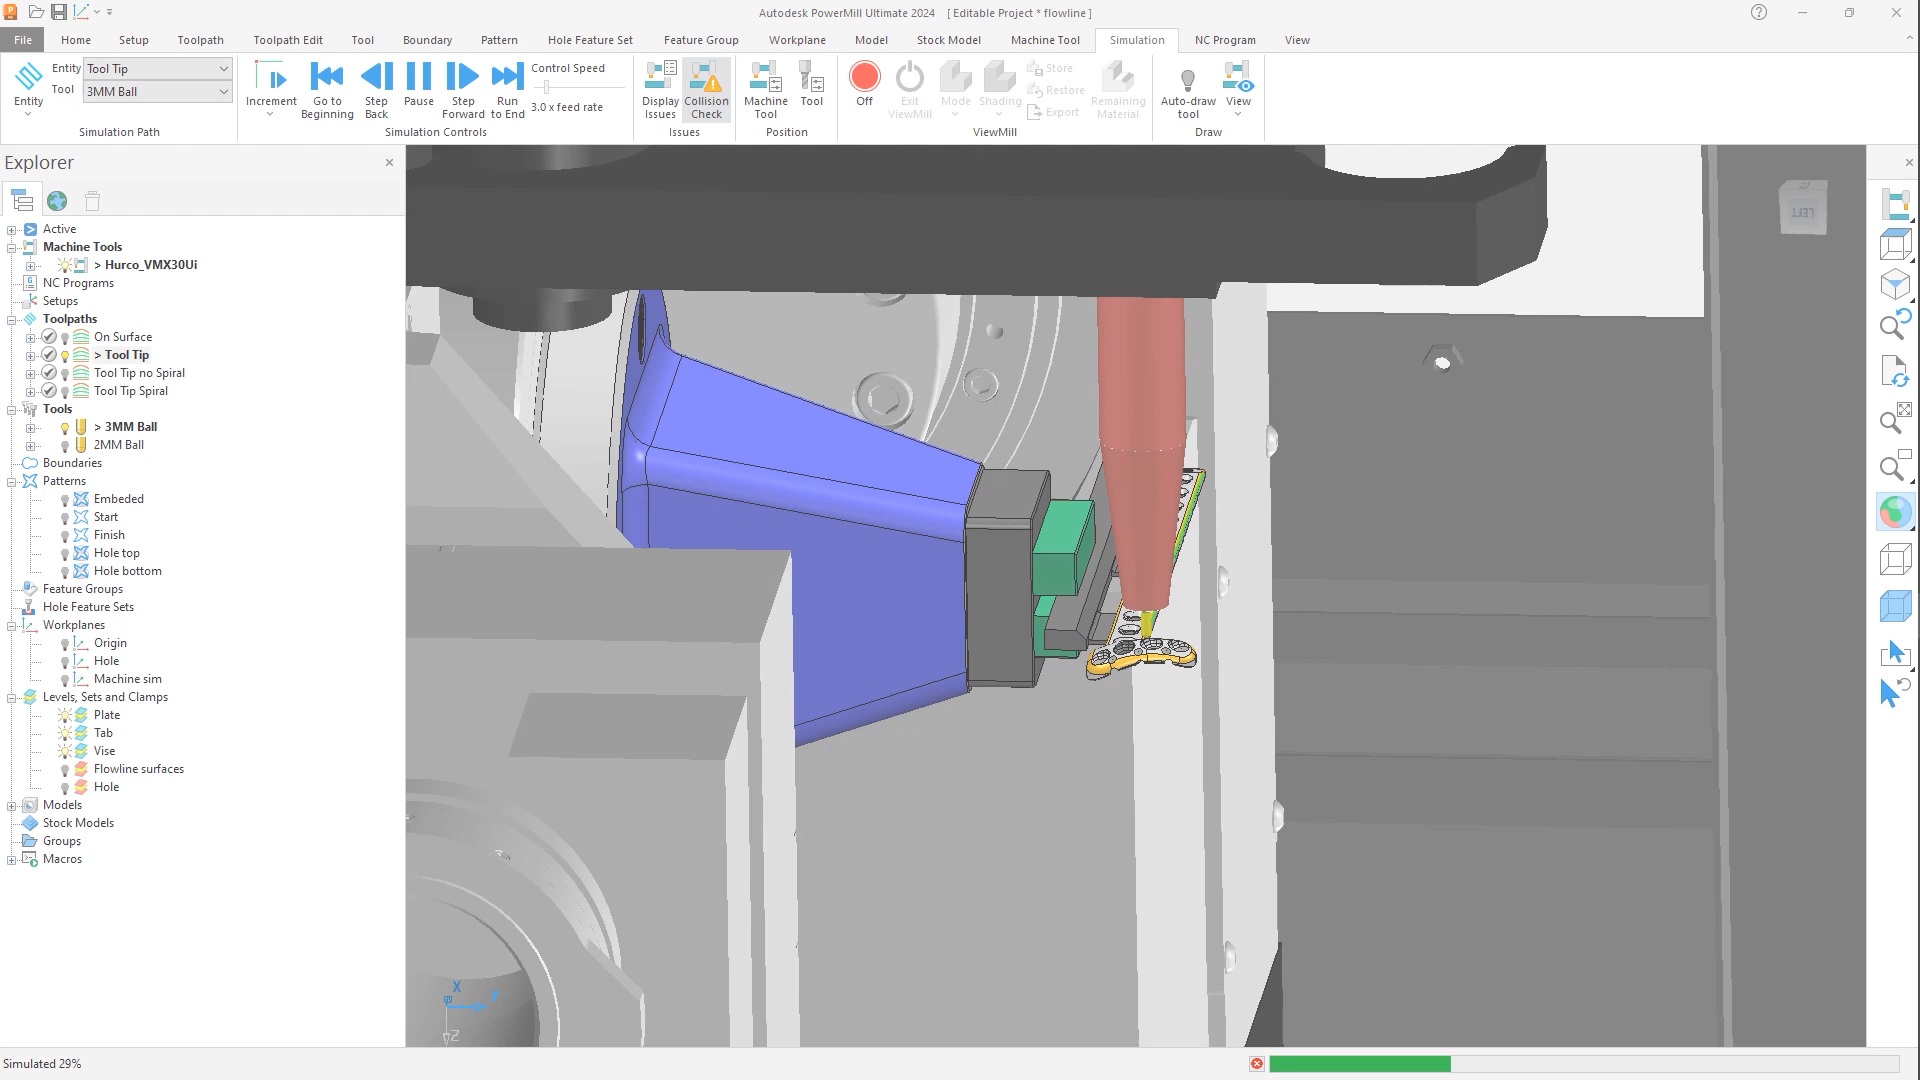 Autodesk PowerMill Ultimate 2024 [ Editable Project * flowline ]
File Home Setup Toolpath Toolpath Edit Tool Boundary Pattern Hole Feature Set Feature Group Workplane Model Stock Model Machine Tool Simulation NC Program View
Entity
Entity Tool Tip
Tool 3MM Ball
Simulation Path
Increment
Go to Beginning
Step Back
Pause
Step Forward
Run to End
Control Speed
3.0 x feed rate
Simulation Controls
Display Issues
Collision Check
Issues
Machine Tool
Tool
Position
Off
Exit ViewMill
Mode
Shading
Store
Restore
Export
Remaining Material
ViewMill
Auto-draw tool
View
Draw
Explorer
Active
Machine Tools
> Hurco_VMX30Ui
NC Programs
Setups
Toolpaths
On Surface
> Tool Tip
Tool Tip no Spiral
Tool Tip Spiral
Tools
> 3MM Ball
2MM Ball
Boundaries
Patterns
Embeded
Start
Finish
Hole top
Hole bottom
Feature Groups
Hole Feature Sets
Workplanes
Origin
Hole
Machine sim
Levels, Sets and Clamps
Plate
Tab
Vise
Flowline surfaces
Hole
Models
Stock Models
Groups
Macros
LEFT
X
Y
Z
Simulated 29%